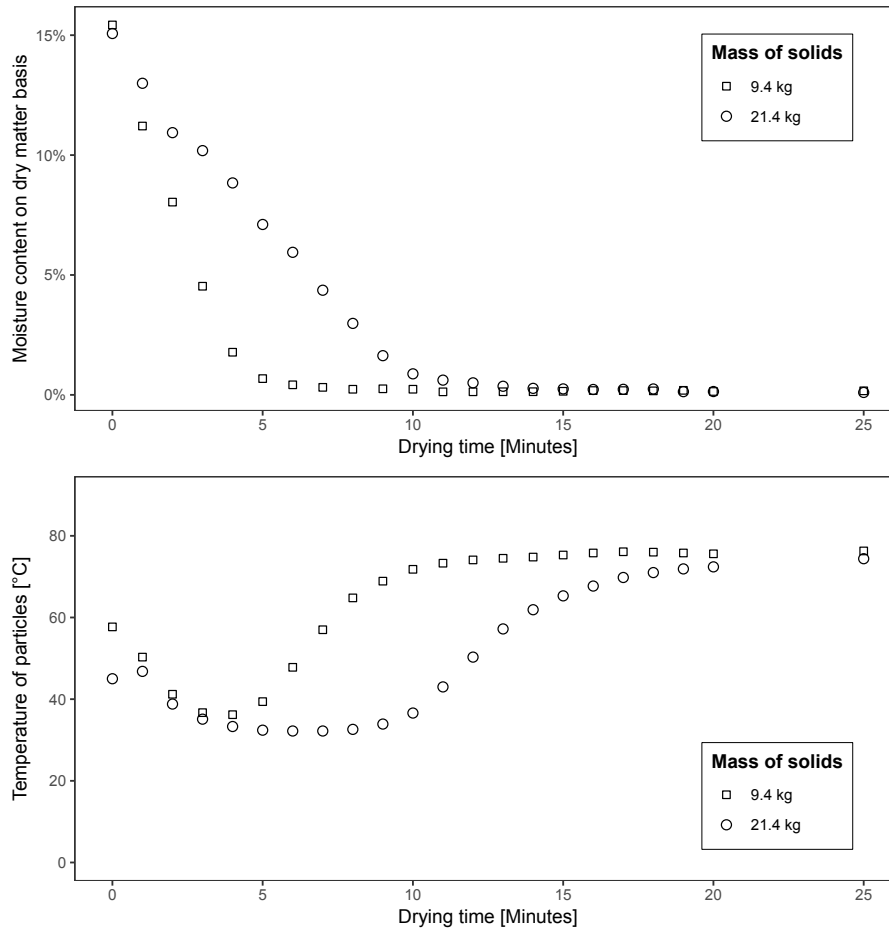 15%
10%
5%
0%
Moisture content on dry matter basis
Mass of solids
9.4 kg
21.4 kg
0 5 10 15 20 25
Drying time [Minutes]
80
60
40
20
0
Temperature of particles [°C]
Mass of solids
9.4 kg
21.4 kg
0 5 10 15 20 25
Drying time [Minutes]